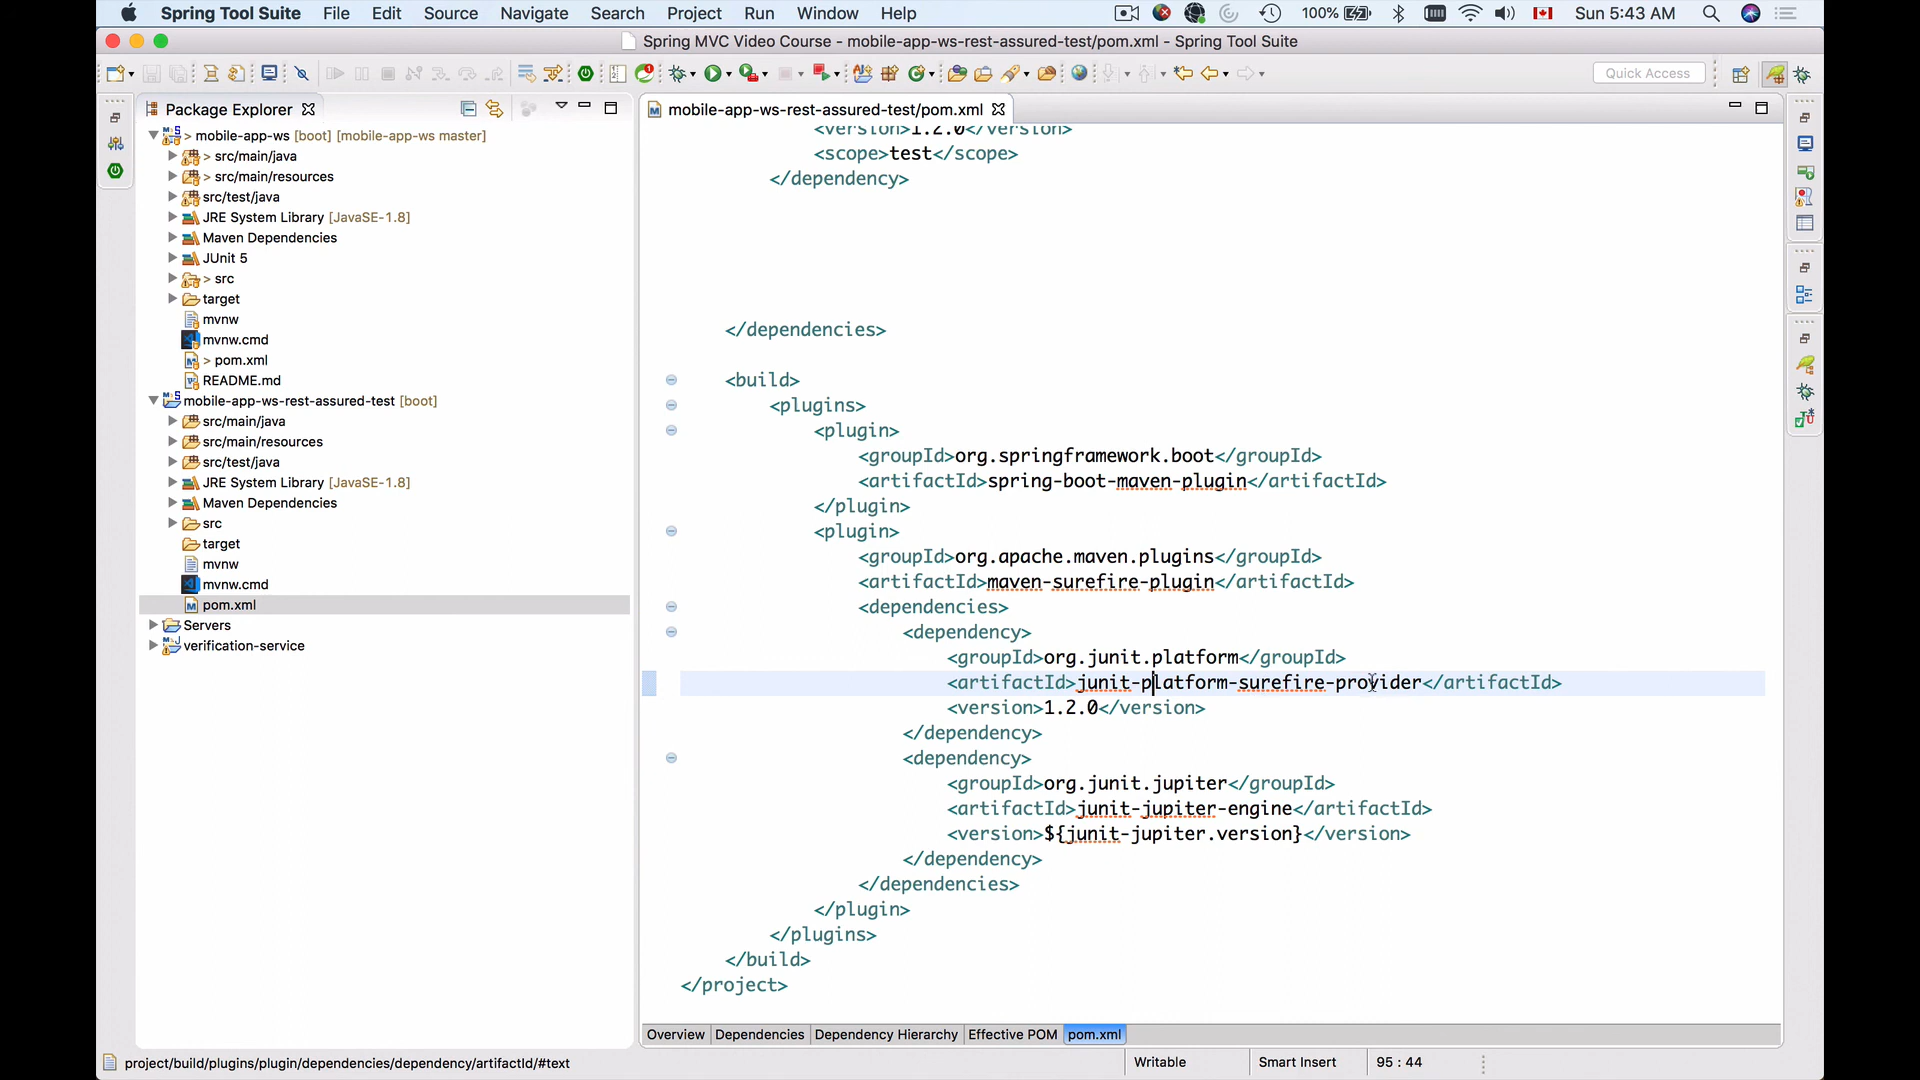 Spring Tool Suite File Edit Source Navigate Search Project Run Window Help 100% Sun 5:43 AM
Spring MVC Video Course - mobile-app-ws-rest-assured-test/pom.xml - Spring Tool Suite
Quick Access
Package Explorer
> mobile-app-ws [boot] [mobile-app-ws master]
> src/main/java
> src/main/resources
src/test/java
JRE System Library [JavaSE-1.8]
Maven Dependencies
JUnit 5
> src
target
mvnw
mvnw.cmd
> pom.xml
README.md
mobile-app-ws-rest-assured-test [boot]
src/main/java
src/main/resources
src/test/java
JRE System Library [JavaSE-1.8]
Maven Dependencies
src
target
mvnw
mvnw.cmd
pom.xml
Servers
verification-service
mobile-app-ws-rest-assured-test/pom.xml
<version>1.2.0</version>
<scope>test</scope>
</dependency>
</dependencies>
<build>
<plugins>
<plugin>
<groupId>org.springframework.boot</groupId>
<artifactId>spring-boot-maven-plugin</artifactId>
</plugin>
<plugin>
<groupId>org.apache.maven.plugins</groupId>
<artifactId>maven-surefire-plugin</artifactId>
<dependencies>
<dependency>
<groupId>org.junit.platform</groupId>
<artifactId>junit-platform-surefire-provider</artifactId>
<version>1.2.0</version>
</dependency>
<dependency>
<groupId>org.junit.jupiter</groupId>
<artifactId>junit-jupiter-engine</artifactId>
<version>${junit-jupiter.version}</version>
</dependency>
</dependencies>
</plugin>
</plugins>
</build>
</project>
Overview Dependencies Dependency Hierarchy Effective POM pom.xml
project/build/plugins/plugin/dependencies/dependency/artifactId/#text Writable Smart Insert 95 : 44